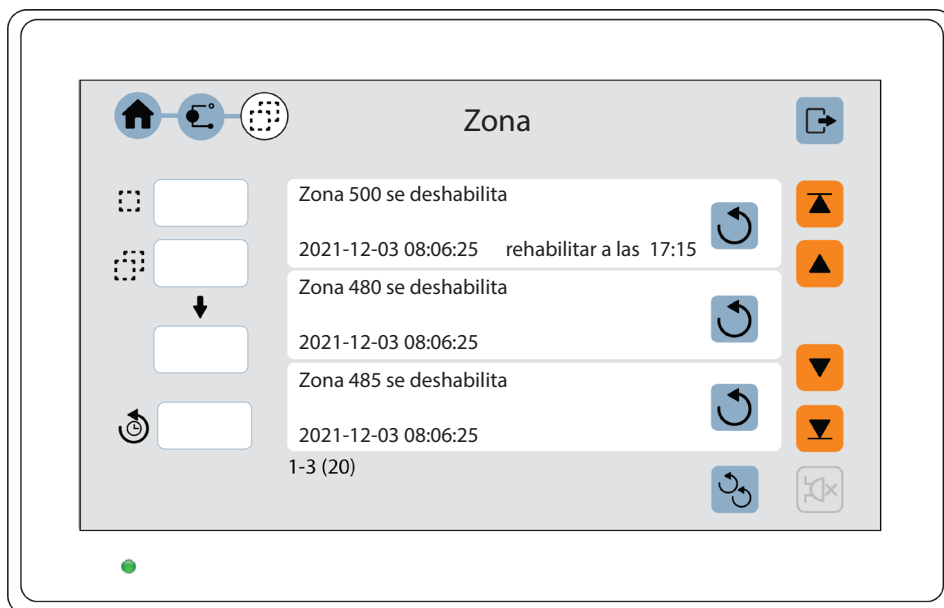 Zona
Zona 500 se deshabilita
2021-12-03 08:06:25 rehabilitar a las 17:15
Zona 480 se deshabilita
2021-12-03 08:06:25
Zona 485 se deshabilita
2021-12-03 08:06:25
1-3 (20)